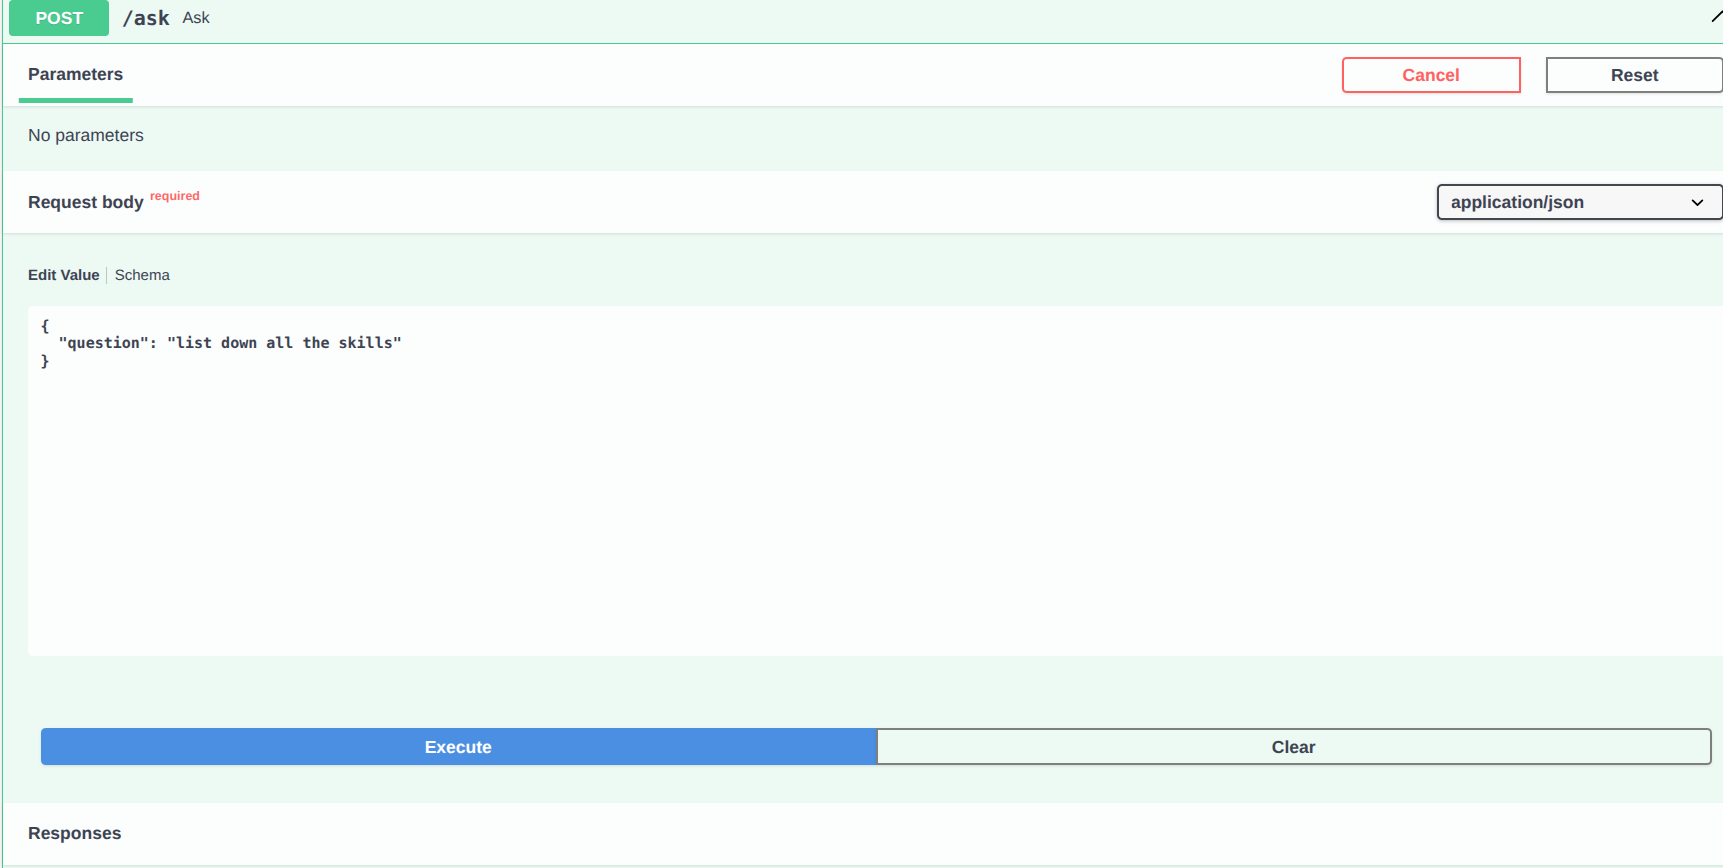 POST /ask Ask
Parameters Cancel Reset
No parameters
Request body required application/json
Edit Value Schema
{
"question": "list down all the skills"
}
Execute Clear
Responses